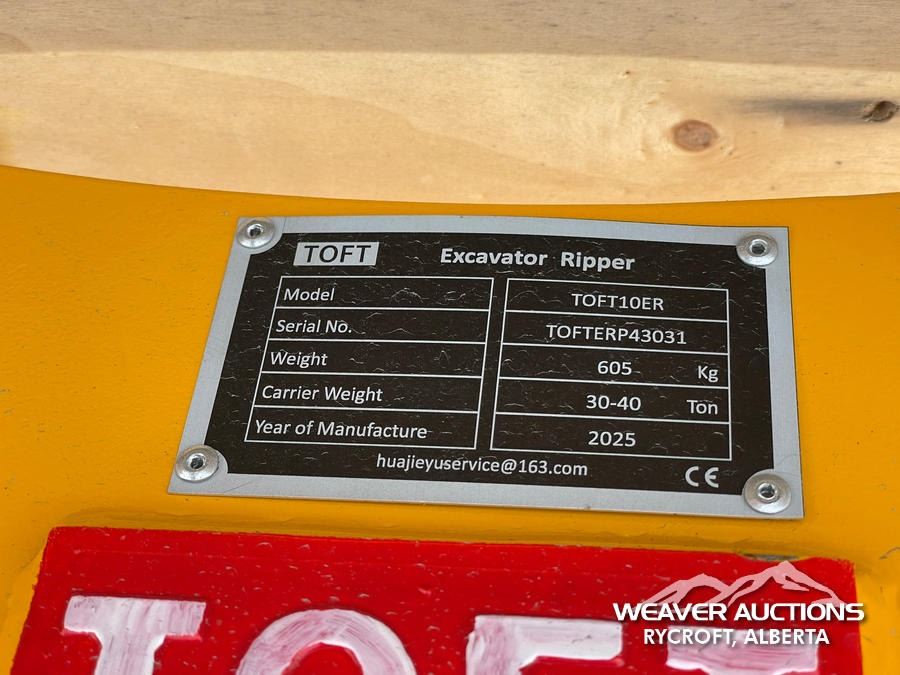 TOFT Excavator Ripper
Model TOFT10ER
Serial No. TOFTERP43031
Weight 605 Kg
Carrier Weight 30-40 Ton
Year of Manufacture 2025
huajieyuservice@163.com CE
TOFT
WEAVER AUCTIONS
RYCROFT, ALBERTA